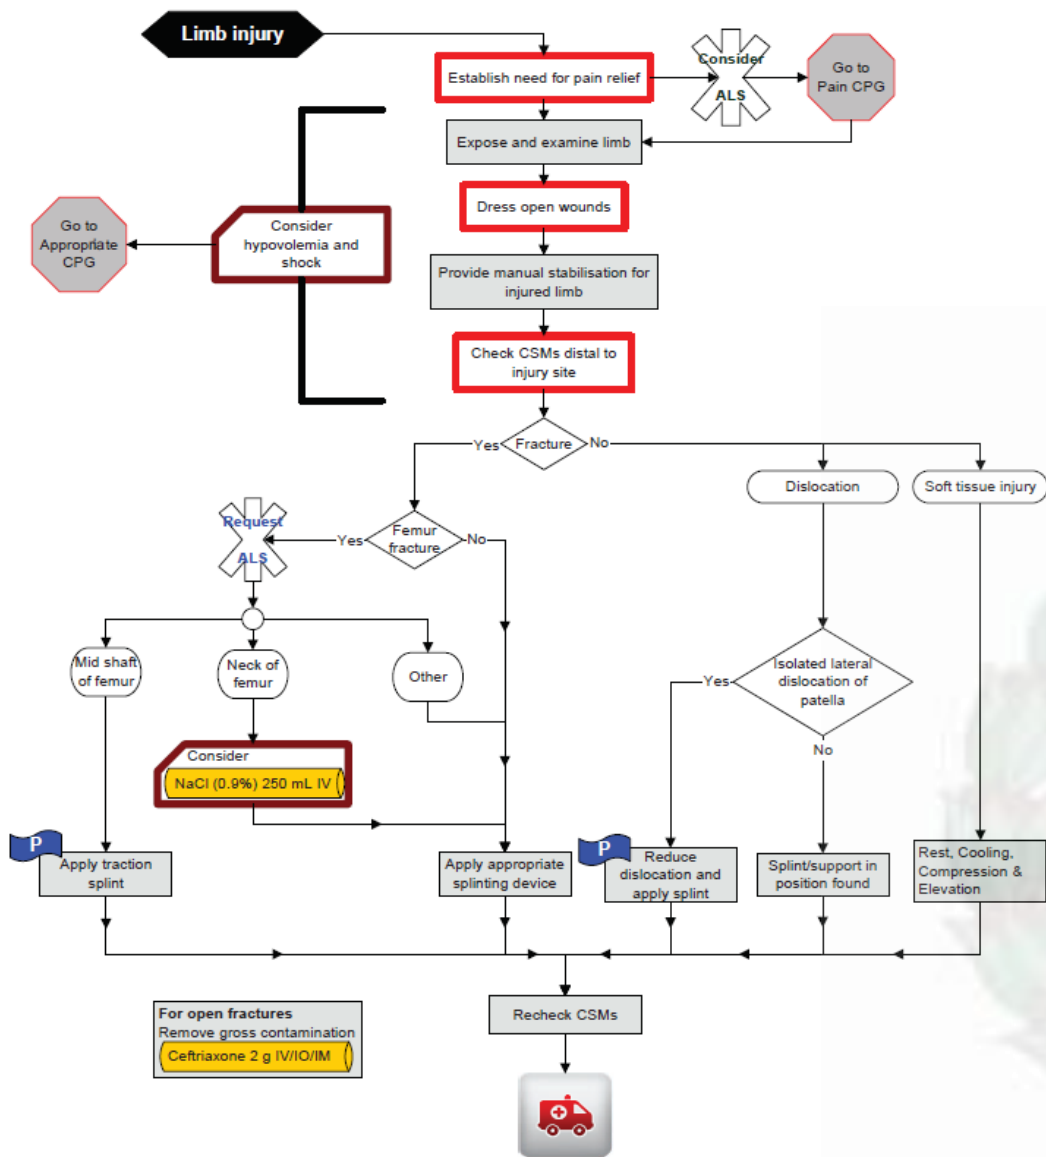 Limb injury
Establish need for pain relief
Consider
ALS
Go to
Pain CPG
Expose and examine limb
Dress open wounds
Go to
Appropriate
CPG
Consider
hypovolemia and
shock
Provide manual stabilisation for
injured limb
Check CSMs distal to
injury site
Yes
Fracture
No
Dislocation
Soft tissue injury
Request
ALS
Yes
Femur
fracture
No
Mid shaft
of femur
Neck of
femur
Other
Yes
Isolated lateral
dislocation of
patella
No
Consider
NaCl (0.9%) 250 mL IV
P
Apply traction
splint
Apply appropriate
splinting device
P
Reduce
dislocation and
apply splint
Splint/support in
position found
Rest, Cooling,
Compression &
Elevation
For open fractures
Remove gross contamination
Ceftriaxone 2 g IV/IO/IM
Recheck CSMs